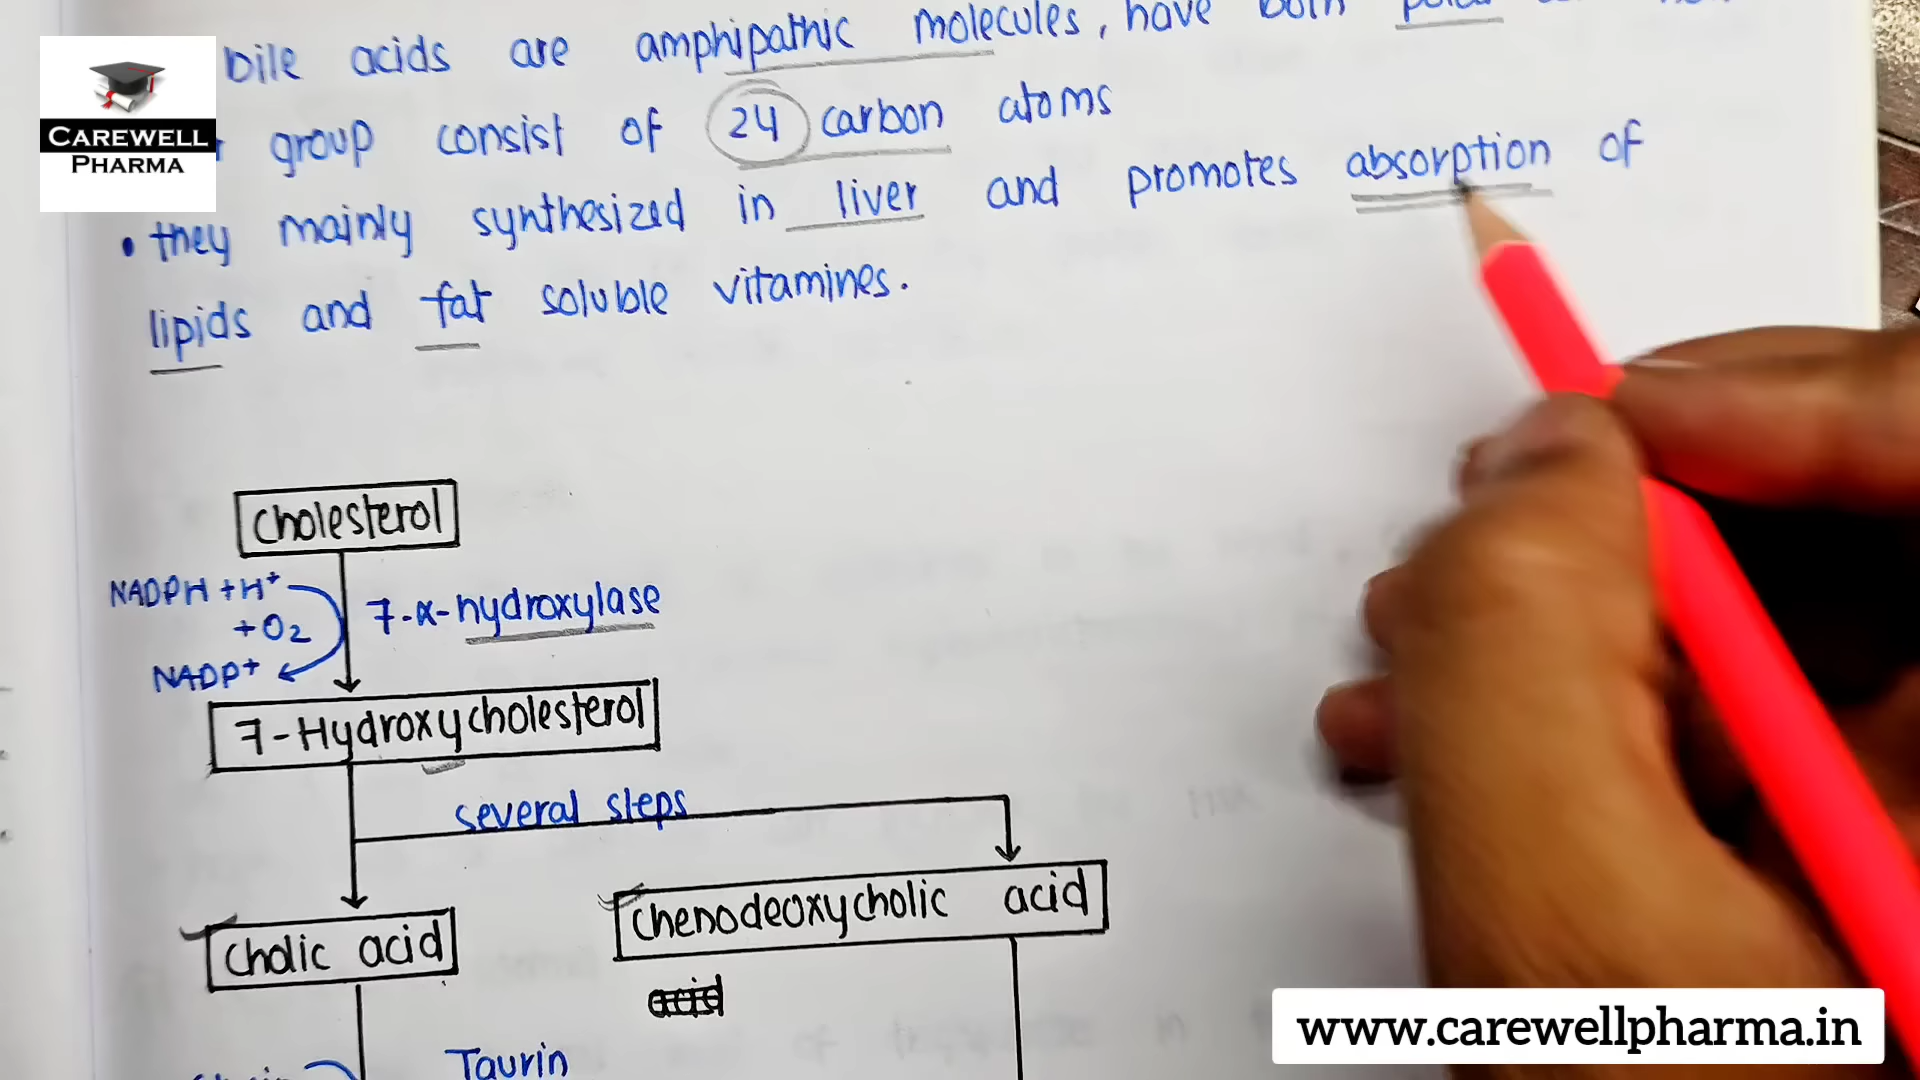 bile acids are amphipathic molecules, have both polar
group consist of 24 carbon atoms
• they mainly synthesized in liver and promotes absorption of
lipids and fat soluble vitamines.
CAREWELL
PHARMA
cholesterol
NADPH + H+
+O2
NADP+
7-α-hydroxylase
7-Hydroxycholesterol
several steps
cholic acid
chenodeoxycholic acid
Taurin
www.carewellpharma.in